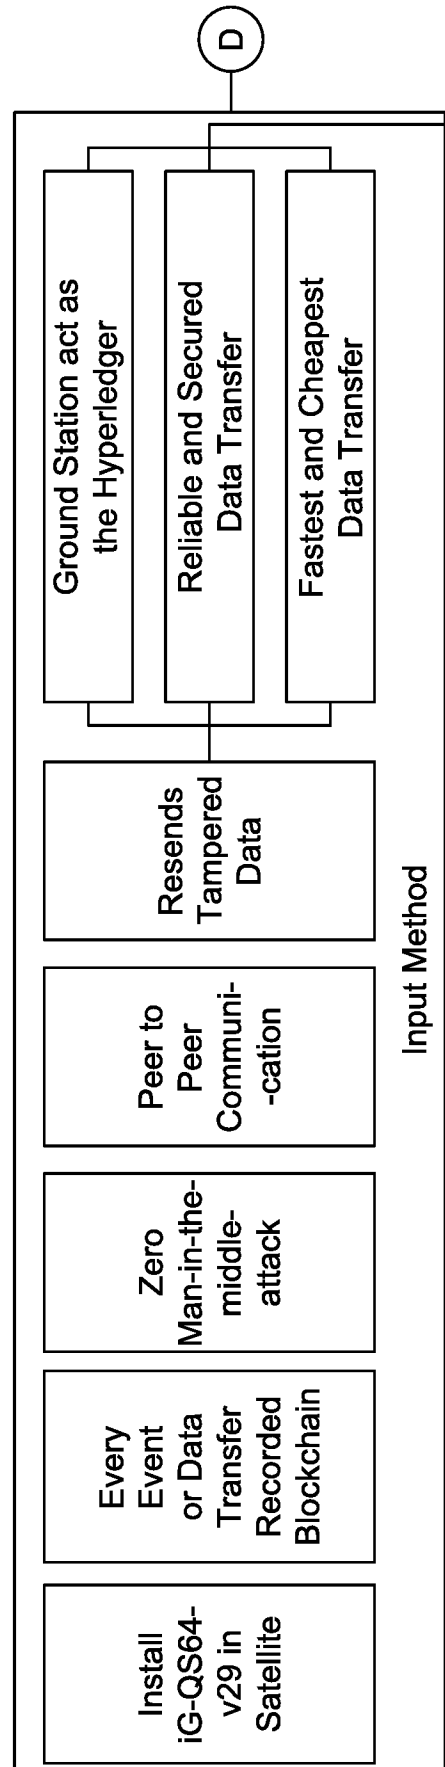 Install
iG-QS64-
v29 in
Satellite
Every
Event
or Data
Transfer
Recorded
Blockchain
Zero
Man-in-the-
middle-
attack
Peer to
Peer
Communi-
-cation
Resends
Tampered
Data
Ground Station act as
the Hyperledger
Reliable and Secured
Data Transfer
Fastest and Cheapest
Data Transfer
Input Method
D